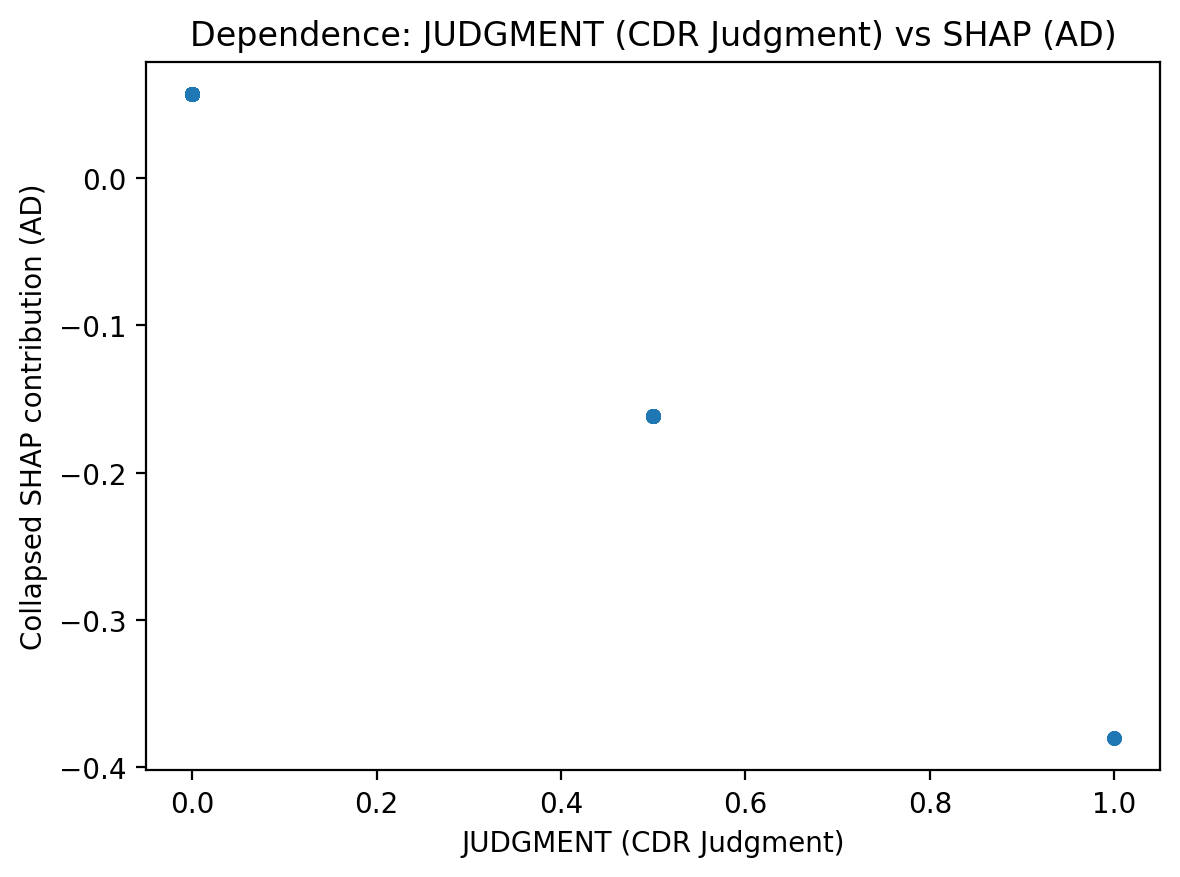 Dependence: JUDGMENT (CDR Judgment) vs SHAP (AD)
Collapsed SHAP contribution (AD)
0.0
−0.1
−0.2
−0.3
−0.4
0.0 0.2 0.4 0.6 0.8 1.0
JUDGMENT (CDR Judgment)